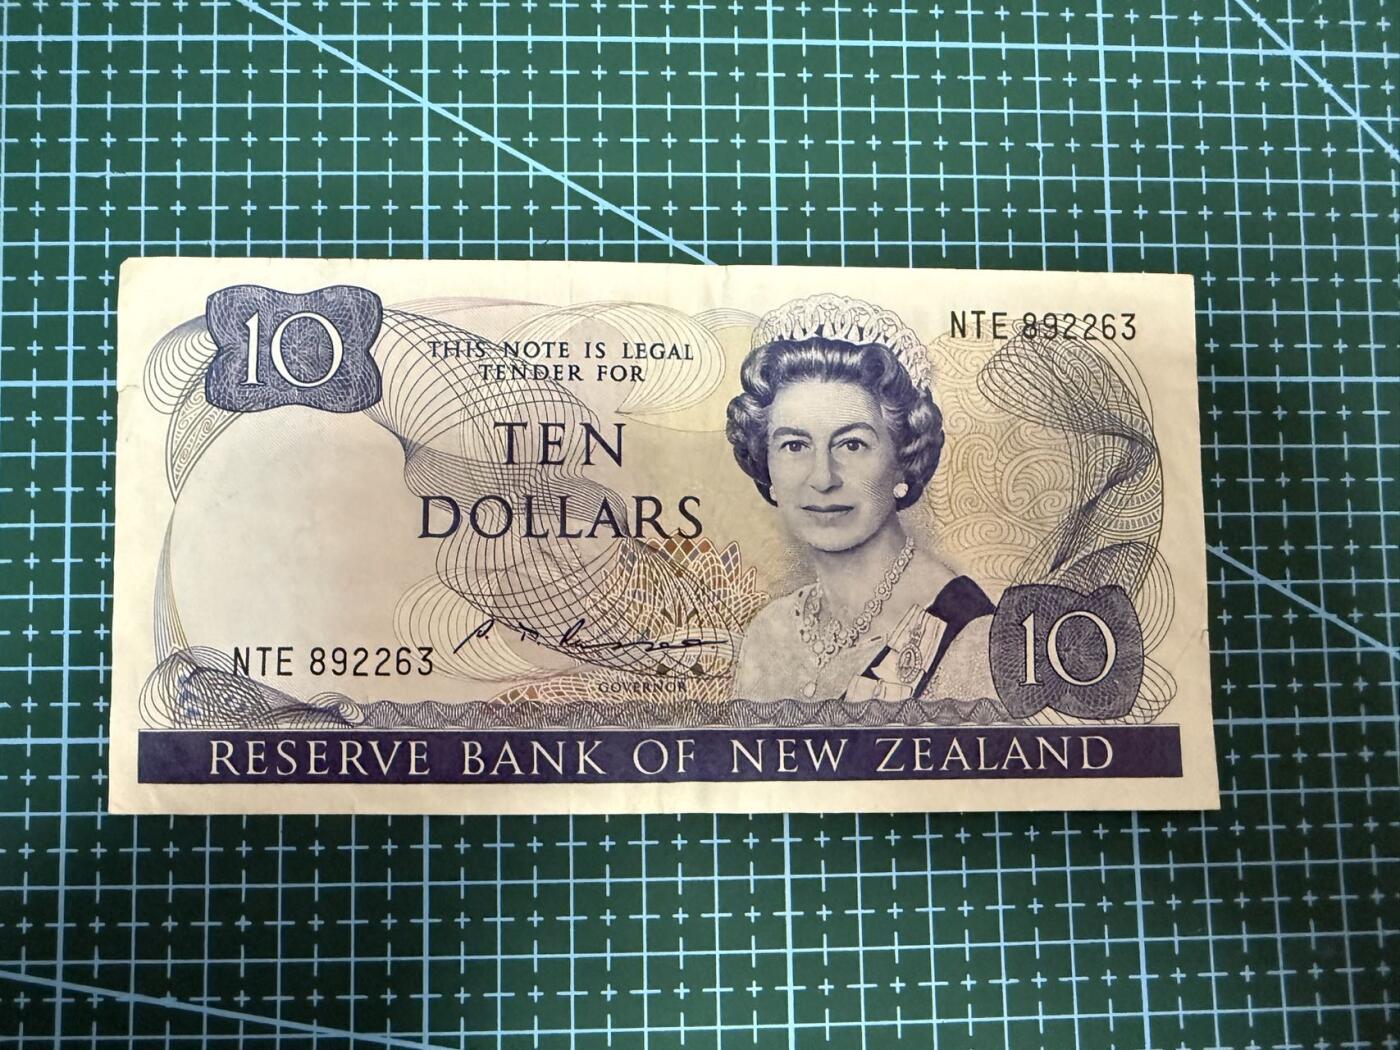 10
NTE 892263
THIS NOTE IS LEGAL
TENDER FOR
TEN
DOLLARS
NTE 892263
GOVERNOR
10
RESERVE BANK OF NEW ZEALAND